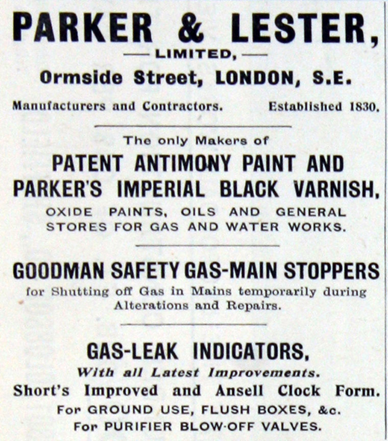 PARKER & LESTER,
LIMITED,
Ormside Street, LONDON, S.E.
Manufacturers and Contractors. Established 1830.
The only Makers of
PATENT ANTIMONY PAINT AND
PARKER'S IMPERIAL BLACK VARNISH,
OXIDE PAINTS, OILS AND GENERAL
STORES FOR GAS AND WATER WORKS.
GOODMAN SAFETY GAS-MAIN STOPPERS
for Shutting off Gas in Mains temporarily during
Alterations and Repairs.
GAS-LEAK INDICATORS,
With all Latest Improvements.
Short's Improved and Ansell Clock Form.
For GROUND USE, FLUSH BOXES, &c.
For PURIFIER BLOW-OFF VALVES.